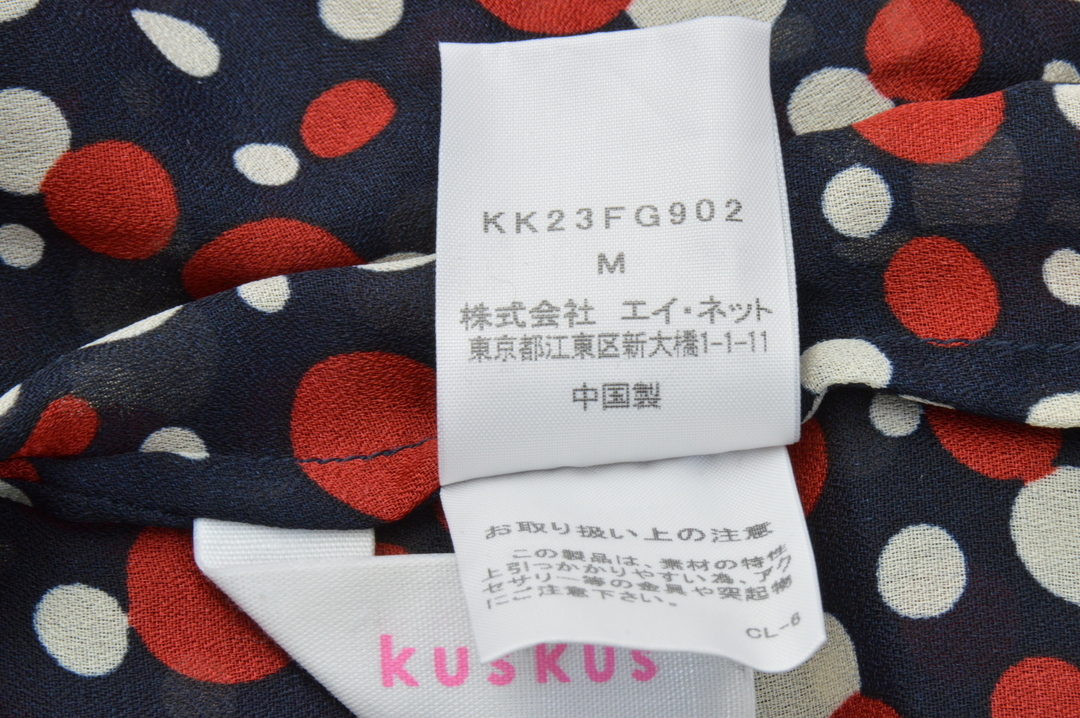 KK23FG902
M
株式会社 エイ・ネット
東京都江東区新大橋1-1-11
中国製
お取り扱い上の注意
この製品は、素材の特性
上引つかかりやすい為、アク
セサリー等の金具や突起物
にご注意下さい。
CL-6
kuskus